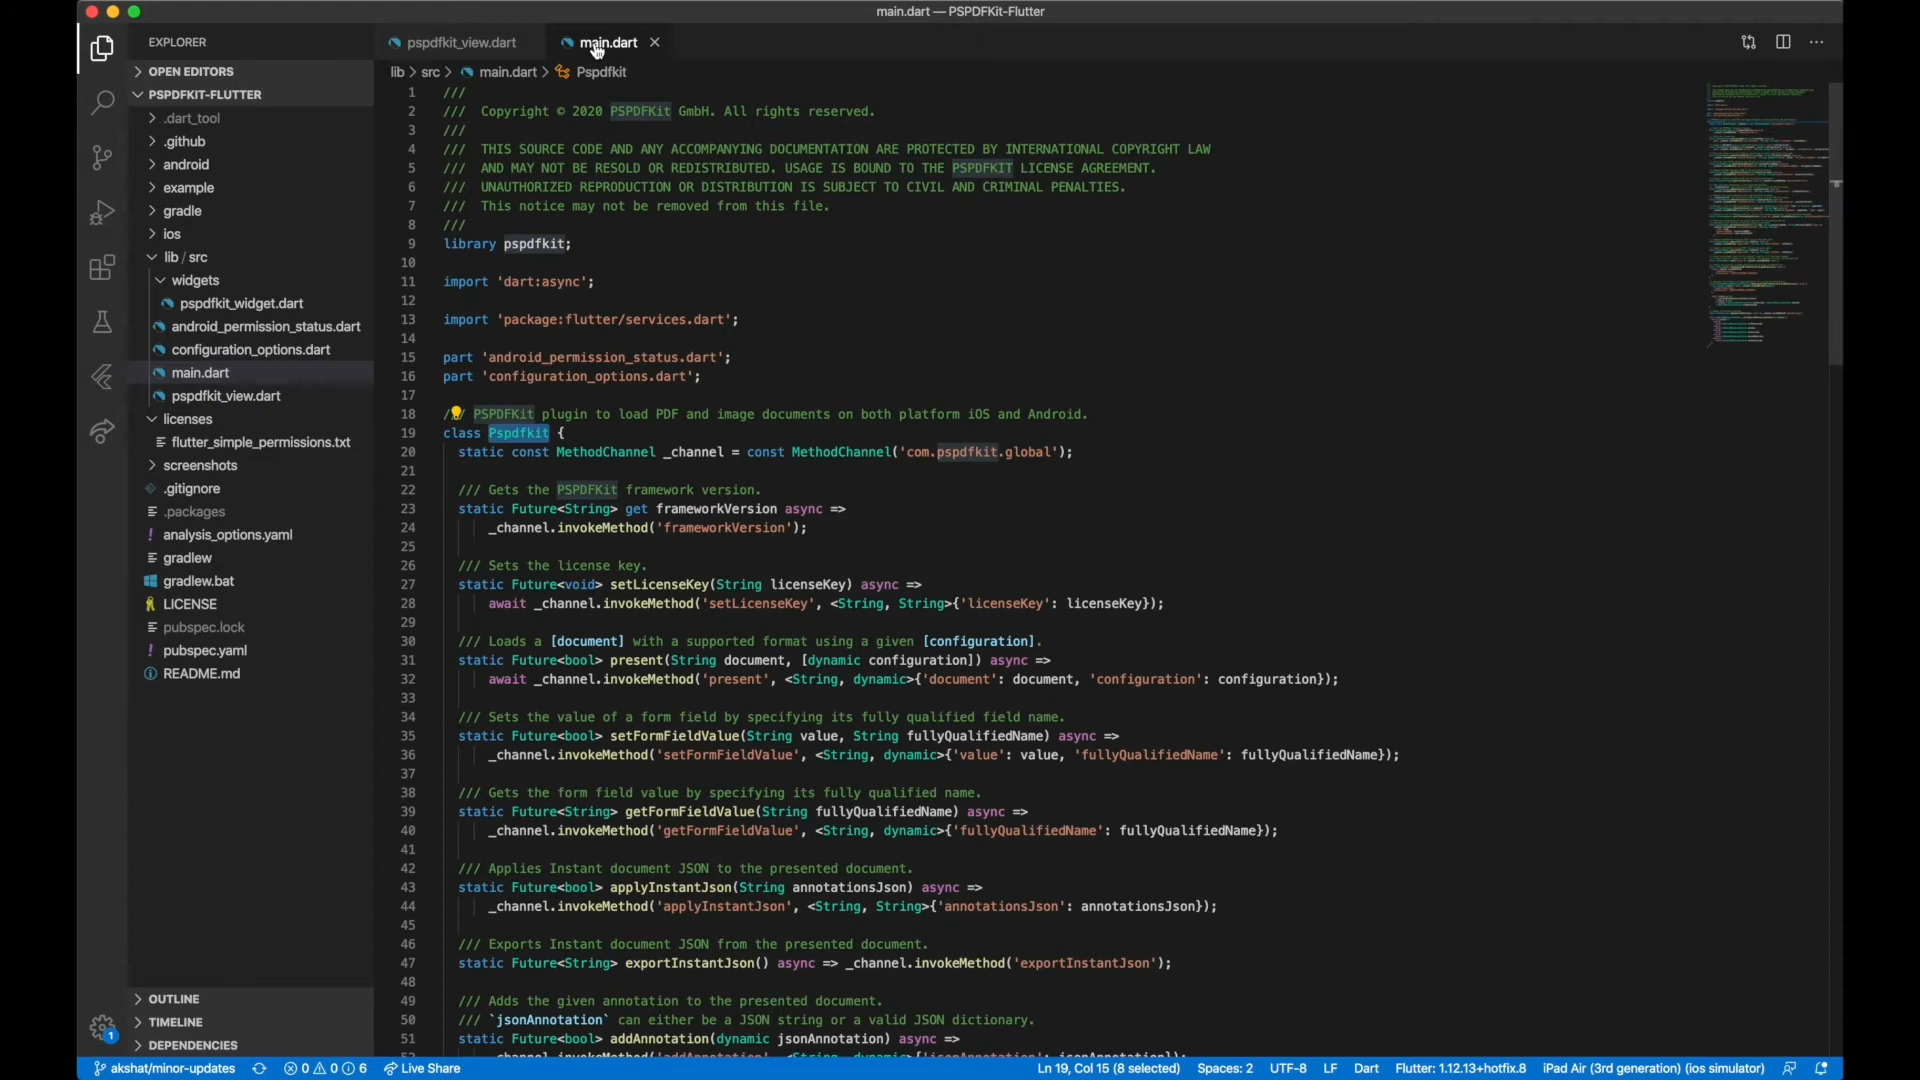 main.dart — PSPDFKit-Flutter
EXPLORER
OPEN EDITORS
PSPDFKIT-FLUTTER
.dart_tool
.github
android
example
gradle
ios
lib / src
widgets
pspdfkit_widget.dart
android_permission_status.dart
configuration_options.dart
main.dart
pspdfkit_view.dart
licenses
flutter_simple_permissions.txt
screenshots
.gitignore
.packages
analysis_options.yaml
gradlew
gradlew.bat
LICENSE
pubspec.lock
pubspec.yaml
README.md
OUTLINE
TIMELINE
DEPENDENCIES
1
pspdfkit_view.dart
main.dart
lib > src > main.dart > Pspdfkit
1 ///
2 /// Copyright © 2020 PSPDFKit GmbH. All rights reserved.
3 ///
4 /// THIS SOURCE CODE AND ANY ACCOMPANYING DOCUMENTATION ARE PROTECTED BY INTERNATIONAL COPYRIGHT LAW
5 /// AND MAY NOT BE RESOLD OR REDISTRIBUTED. USAGE IS BOUND TO THE PSPDFKIT LICENSE AGREEMENT.
6 /// UNAUTHORIZED REPRODUCTION OR DISTRIBUTION IS SUBJECT TO CIVIL AND CRIMINAL PENALTIES.
7 /// This notice may not be removed from this file.
8 ///
9 library pspdfkit;
10
11 import 'dart:async';
12
13 import 'package:flutter/services.dart';
14
15 part 'android_permission_status.dart';
16 part 'configuration_options.dart';
17
18 /// PSPDFKit plugin to load PDF and image documents on both platform iOS and Android.
19 class Pspdfkit {
20 static const MethodChannel _channel = const MethodChannel('com.pspdfkit.global');
21
22 /// Gets the PSPDFKit framework version.
23 static Future<String> get frameworkVersion async =>
24 _channel.invokeMethod('frameworkVersion');
25
26 /// Sets the license key.
27 static Future<void> setLicenseKey(String licenseKey) async =>
28 await _channel.invokeMethod('setLicenseKey', <String, String>{'licenseKey': licenseKey});
29
30 /// Loads a [document] with a supported format using a given [configuration].
31 static Future<bool> present(String document, [dynamic configuration]) async =>
32 await _channel.invokeMethod('present', <String, dynamic>{'document': document, 'configuration': configuration});
33
34 /// Sets the value of a form field by specifying its fully qualified field name.
35 static Future<bool> setFormFieldValue(String value, String fullyQualifiedName) async =>
36 _channel.invokeMethod('setFormFieldValue', <String, dynamic>{'value': value, 'fullyQualifiedName': fullyQualifiedName});
37
38 /// Gets the form field value by specifying its fully qualified name.
39 static Future<String> getFormFieldValue(String fullyQualifiedName) async =>
40 _channel.invokeMethod('getFormFieldValue', <String, dynamic>{'fullyQualifiedName': fullyQualifiedName});
41
42 /// Applies Instant document JSON to the presented document.
43 static Future<bool> applyInstantJson(String annotationsJson) async =>
44 _channel.invokeMethod('applyInstantJson', <String, String>{'annotationsJson': annotationsJson});
45
46 /// Exports Instant document JSON from the presented document.
47 static Future<String> exportInstantJson() async => _channel.invokeMethod('exportInstantJson');
48
49 /// Adds the given annotation to the presented document.
50 /// `jsonAnnotation` can either be a JSON string or a valid JSON dictionary.
51 static Future<bool> addAnnotation(dynamic jsonAnnotation) async =>
akshat/minor-updates 0 0 6 Live Share Ln 19, Col 15 (8 selected) Spaces: 2 UTF-8 LF Dart Flutter: 1.12.13+hotfix.8 iPad Air (3rd generation) (ios simulator)